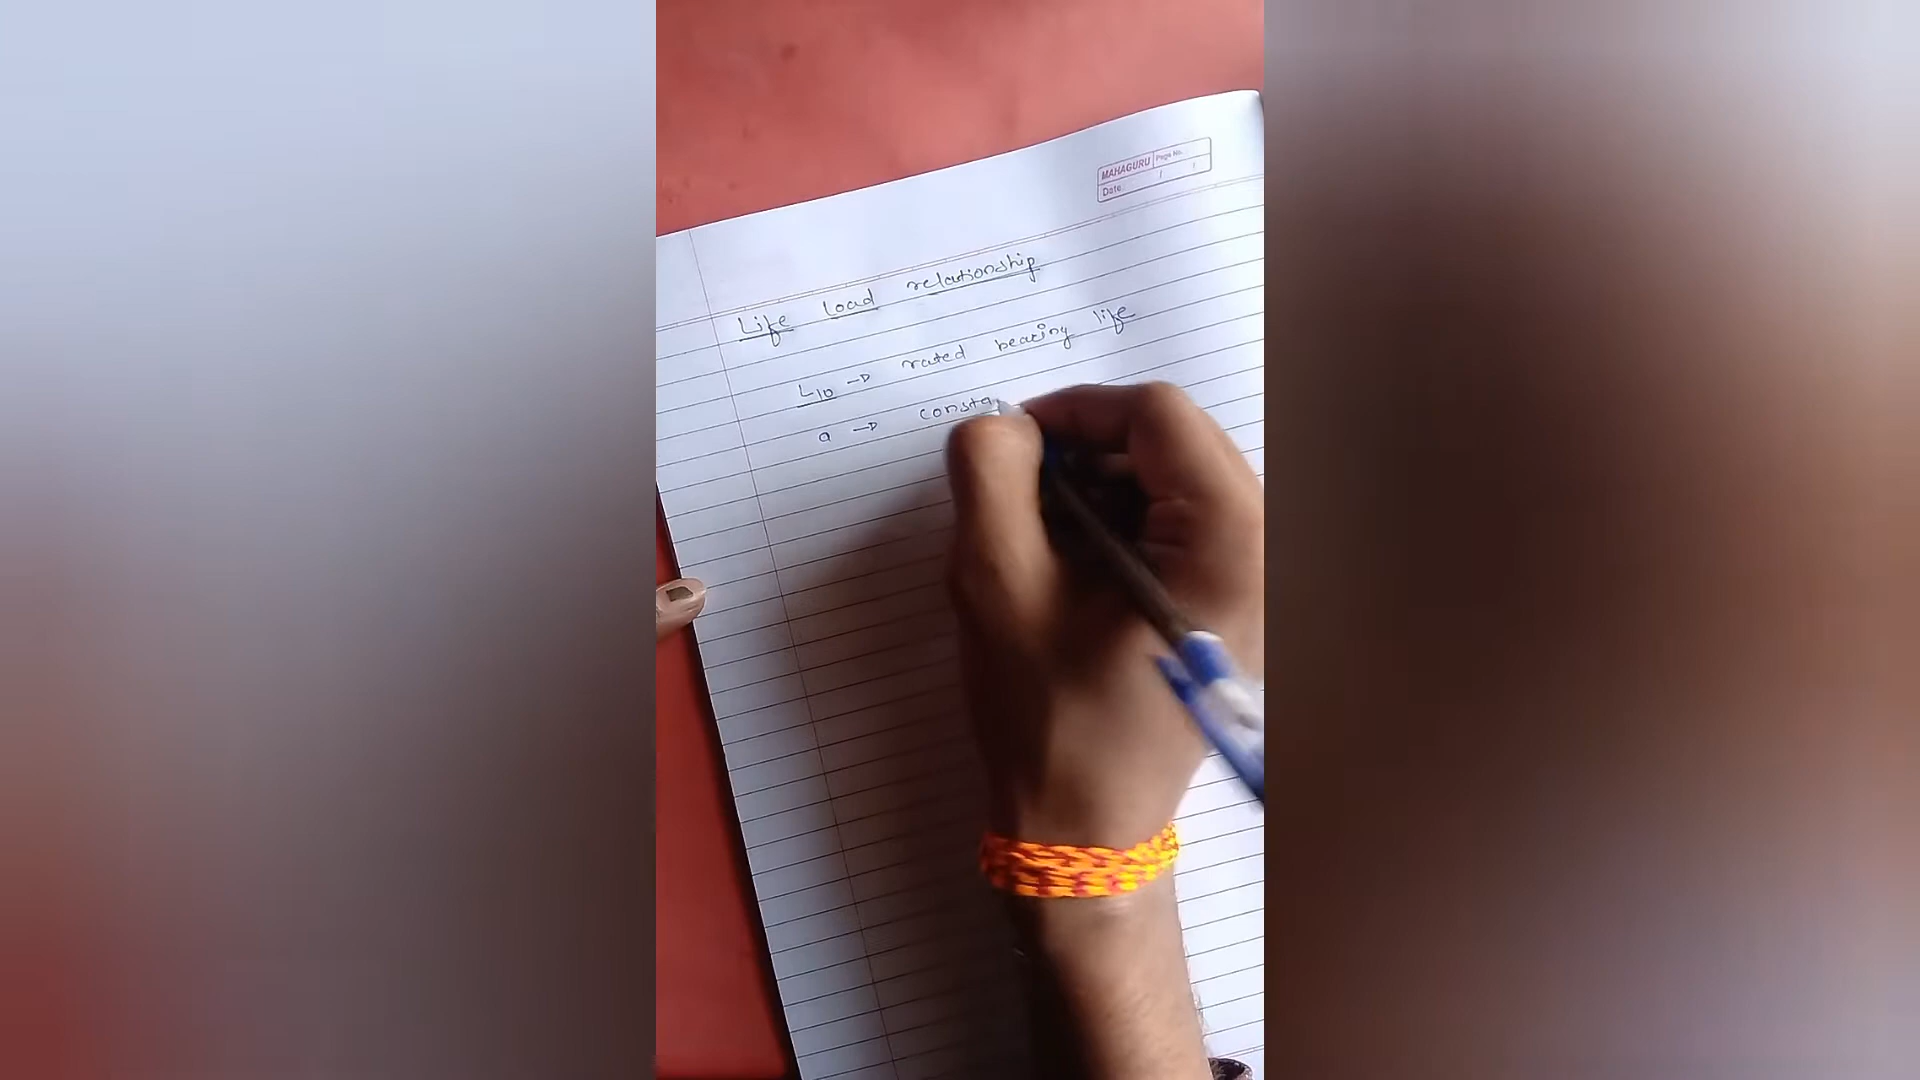 MAHAGURU Page No.
Date / /
Life Load relationship
L10 → rated bearing life
a → consta